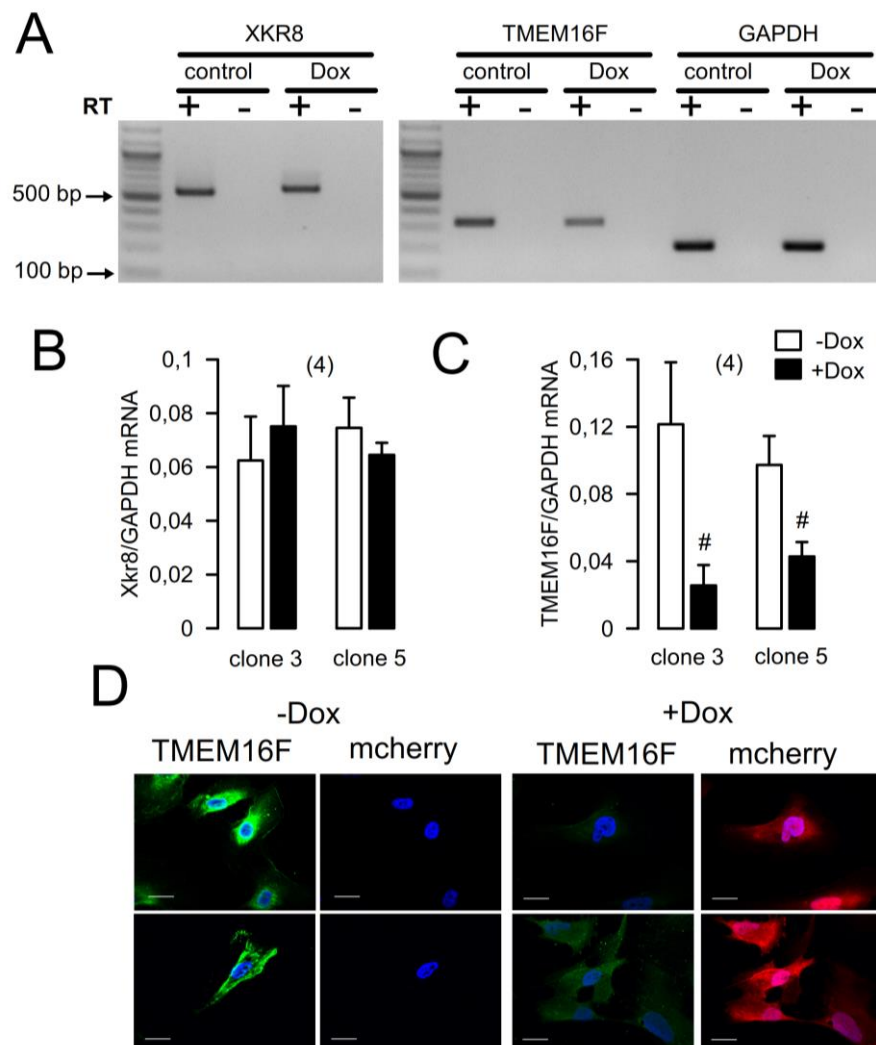 A
XKR8 TMEM16F GAPDH
control Dox control Dox control Dox
RT + - + - + - + - + - + -
500 bp
100 bp
B
Xkr8/GAPDH mRNA
0,1
0,08
0,06
0,04
0,02
0
(4)
clone 3 clone 5
C
TMEM16F/GAPDH mRNA
0,16
0,12
0,08
0,04
0
(4)
-Dox
+Dox
# #
clone 3 clone 5
D
-Dox +Dox
TMEM16F mcherry TMEM16F mcherry